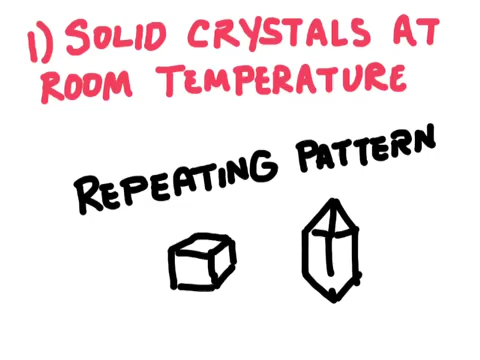 1) SOLID CRYSTALS AT
ROOM TEMPERATURE
REPEATING PATTERN